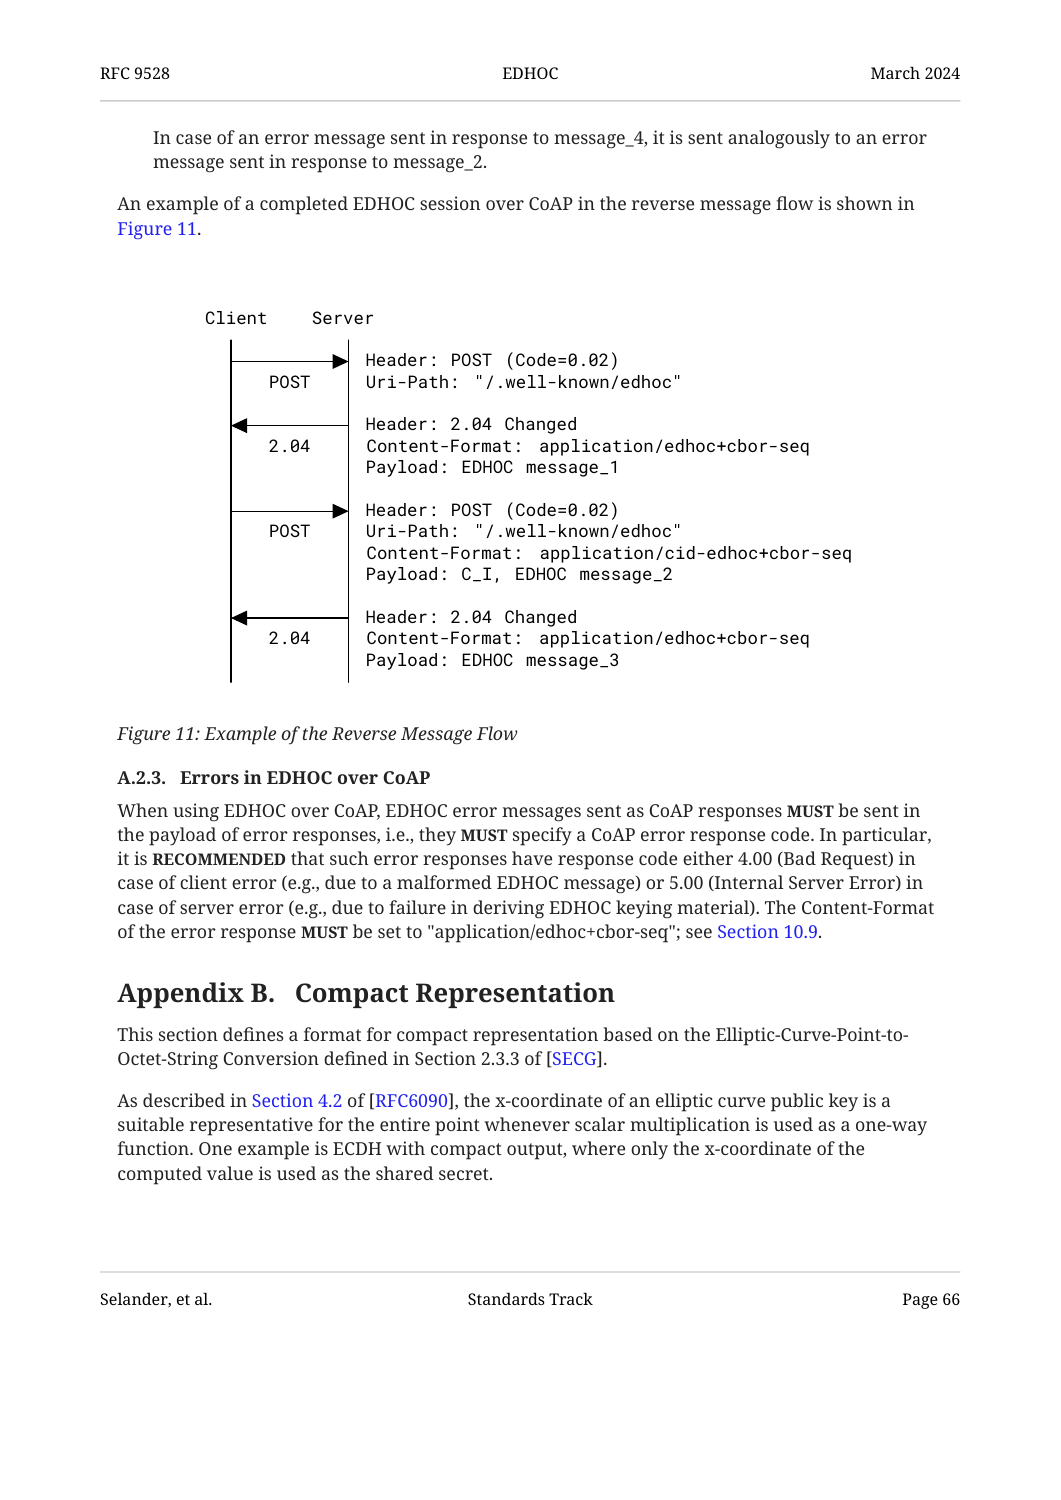 RFC 9528 EDHOC March 2024
In case of an error message sent in response to message_4, it is sent analogously to an error
message sent in response to message_2.
An example of a completed EDHOC session over CoAP in the reverse message flow is shown in
Figure 11.
Client Server
Header: POST (Code=0.02)
POST Uri-Path: "/.well-known/edhoc"
Header: 2.04 Changed
2.04 Content-Format: application/edhoc+cbor-seq
Payload: EDHOC message_1
Header: POST (Code=0.02)
POST Uri-Path: "/.well-known/edhoc"
Content-Format: application/cid-edhoc+cbor-seq
Payload: C_I, EDHOC message_2
Header: 2.04 Changed
2.04 Content-Format: application/edhoc+cbor-seq
Payload: EDHOC message_3
Figure 11: Example of the Reverse Message Flow
A.2.3. Errors in EDHOC over CoAP
When using EDHOC over CoAP, EDHOC error messages sent as CoAP responses MUST be sent in
the payload of error responses, i.e., they MUST specify a CoAP error response code. In particular,
it is RECOMMENDED that such error responses have response code either 4.00 (Bad Request) in
case of client error (e.g., due to a malformed EDHOC message) or 5.00 (Internal Server Error) in
case of server error (e.g., due to failure in deriving EDHOC keying material). The Content-Format
of the error response MUST be set to "application/edhoc+cbor-seq"; see Section 10.9.
Appendix B. Compact Representation
This section defines a format for compact representation based on the Elliptic-Curve-Point-to-
Octet-String Conversion defined in Section 2.3.3 of [SECG].
As described in Section 4.2 of [RFC6090], the x-coordinate of an elliptic curve public key is a
suitable representative for the entire point whenever scalar multiplication is used as a one-way
function. One example is ECDH with compact output, where only the x-coordinate of the
computed value is used as the shared secret.
Selander, et al. Standards Track Page 66